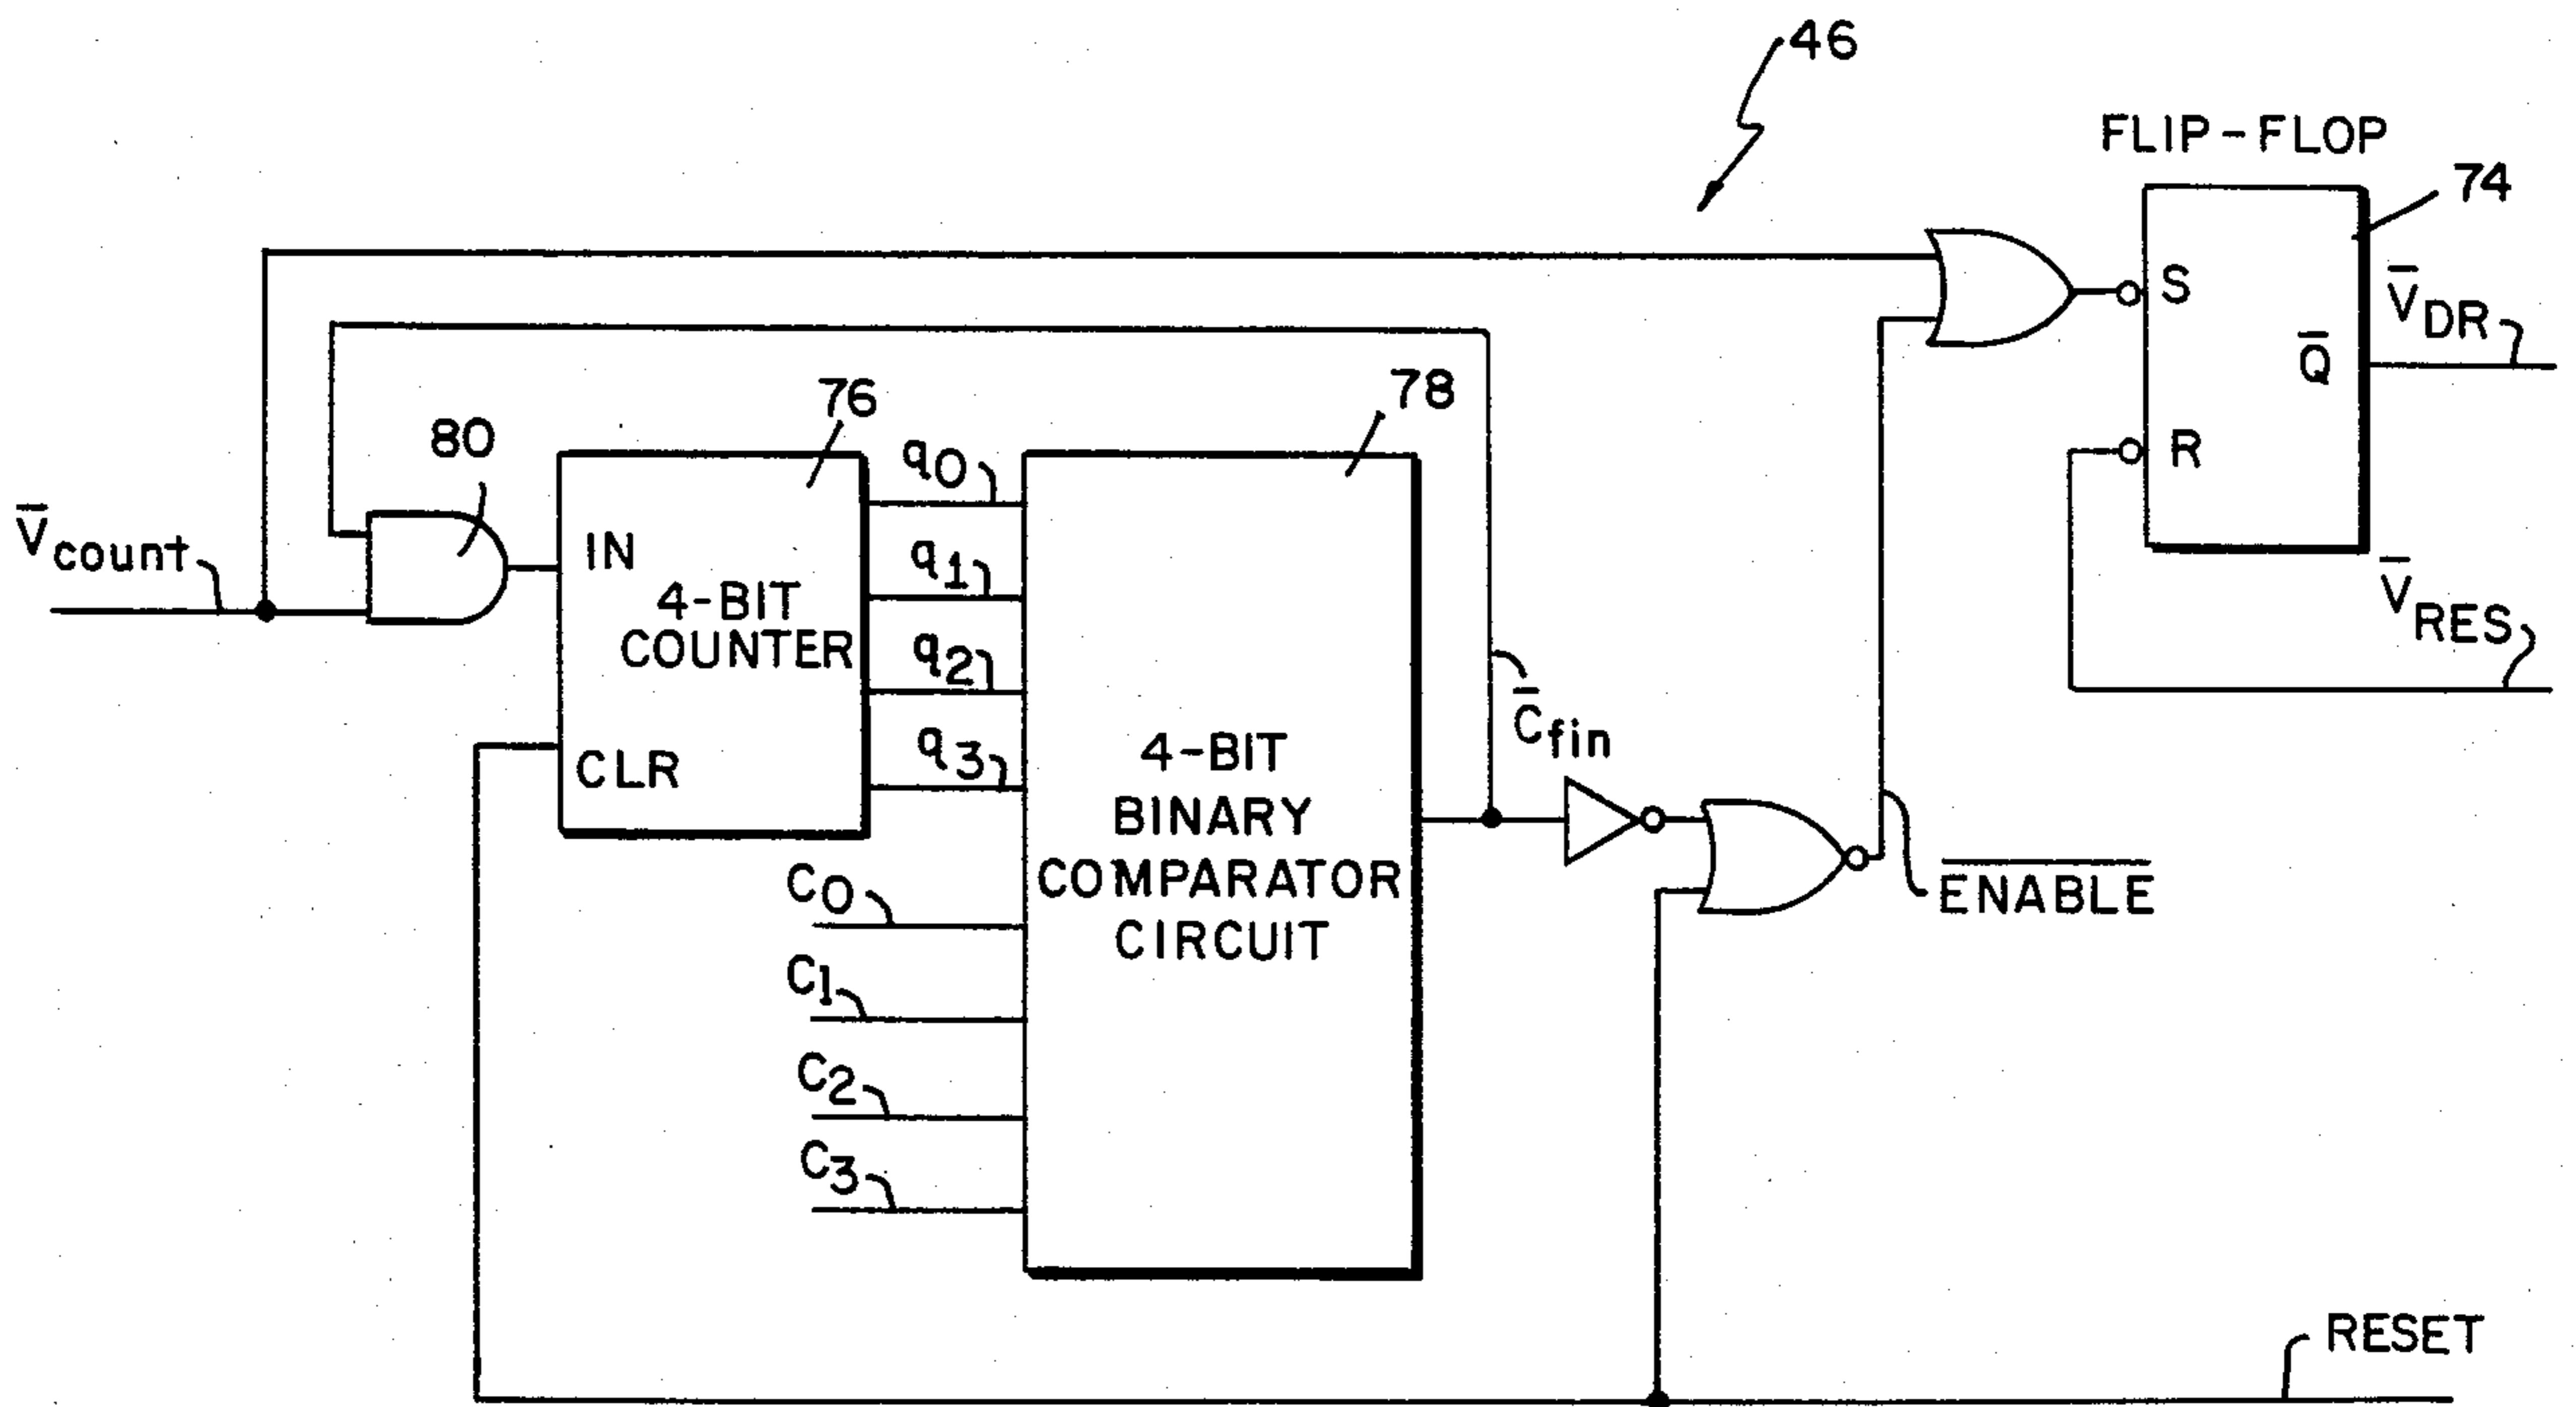 46
FLIP-FLOP
74
S
V̅DR
Q̅
R
V̅RES
76
78
80
q0
q1
q2
q3
V̅count
IN
4-BIT
COUNTER
CLR
C̅fin
4-BIT
BINARY
COMPARATOR
CIRCUIT
C0
C1
C2
C3
E̅N̅A̅B̅L̅E̅
RESET